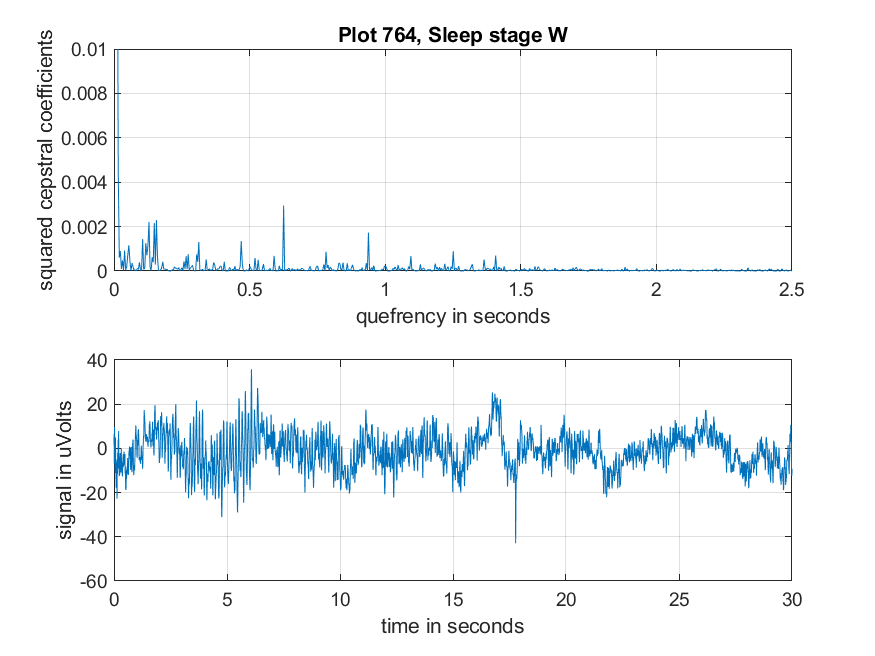 Plot 764, Sleep stage W
squared cepstral coefficients
0.01
0.008
0.006
0.004
0.002
0
0 0.5 1 1.5 2 2.5
quefrency in seconds
signal in uVolts
40
20
0
-20
-40
-60
0 5 10 15 20 25 30
time in seconds